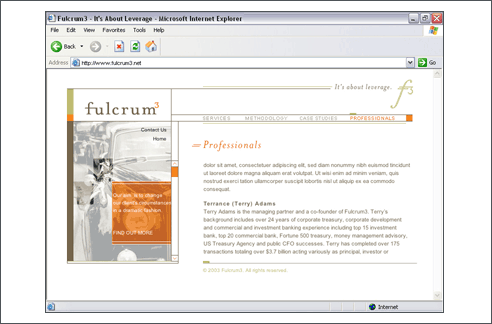 Fulcrum3 - It's About Leverage - Microsoft Internet Explorer
File Edit View Favorites Tools Help
Back
Address http://www.fulcrum3.net Go
It's about leverage. f3
fulcrum3
SERVICES METHODOLOGY CASE STUDIES PROFESSIONALS
Contact Us
Home
Professionals
dolor sit amet, consectetuer adipiscing elit, sed diam nonummy nibh euismod tincidunt
ut laoreet dolore magna aliquam erat volutpat. Ut wisi enim ad minim veniam, quis
nostrud exerci tation ullamcorper suscipit lobortis nisl ut aliquip ex ea commodo
consequat.
Our aim is to change
our client's circumstances
in a dramatic fashion.
FIND OUT MORE
Terrance (Terry) Adams
Terry Adams is the managing partner and a co-founder of Fulcrum3. Terry's
background includes over 24 years of corporate treasury, corporate development
and commercial and investment banking experience including top 15 investment
bank, top 20 commercial bank, Fortune 500 treasury, money management advisory,
US Treasury Agency and public CFO successes. Terry has completed over 175
transactions totaling over $3.7 billion acting variously as principal, investor or
© 2003 Fulcrum3. All rights reserved.
Internet